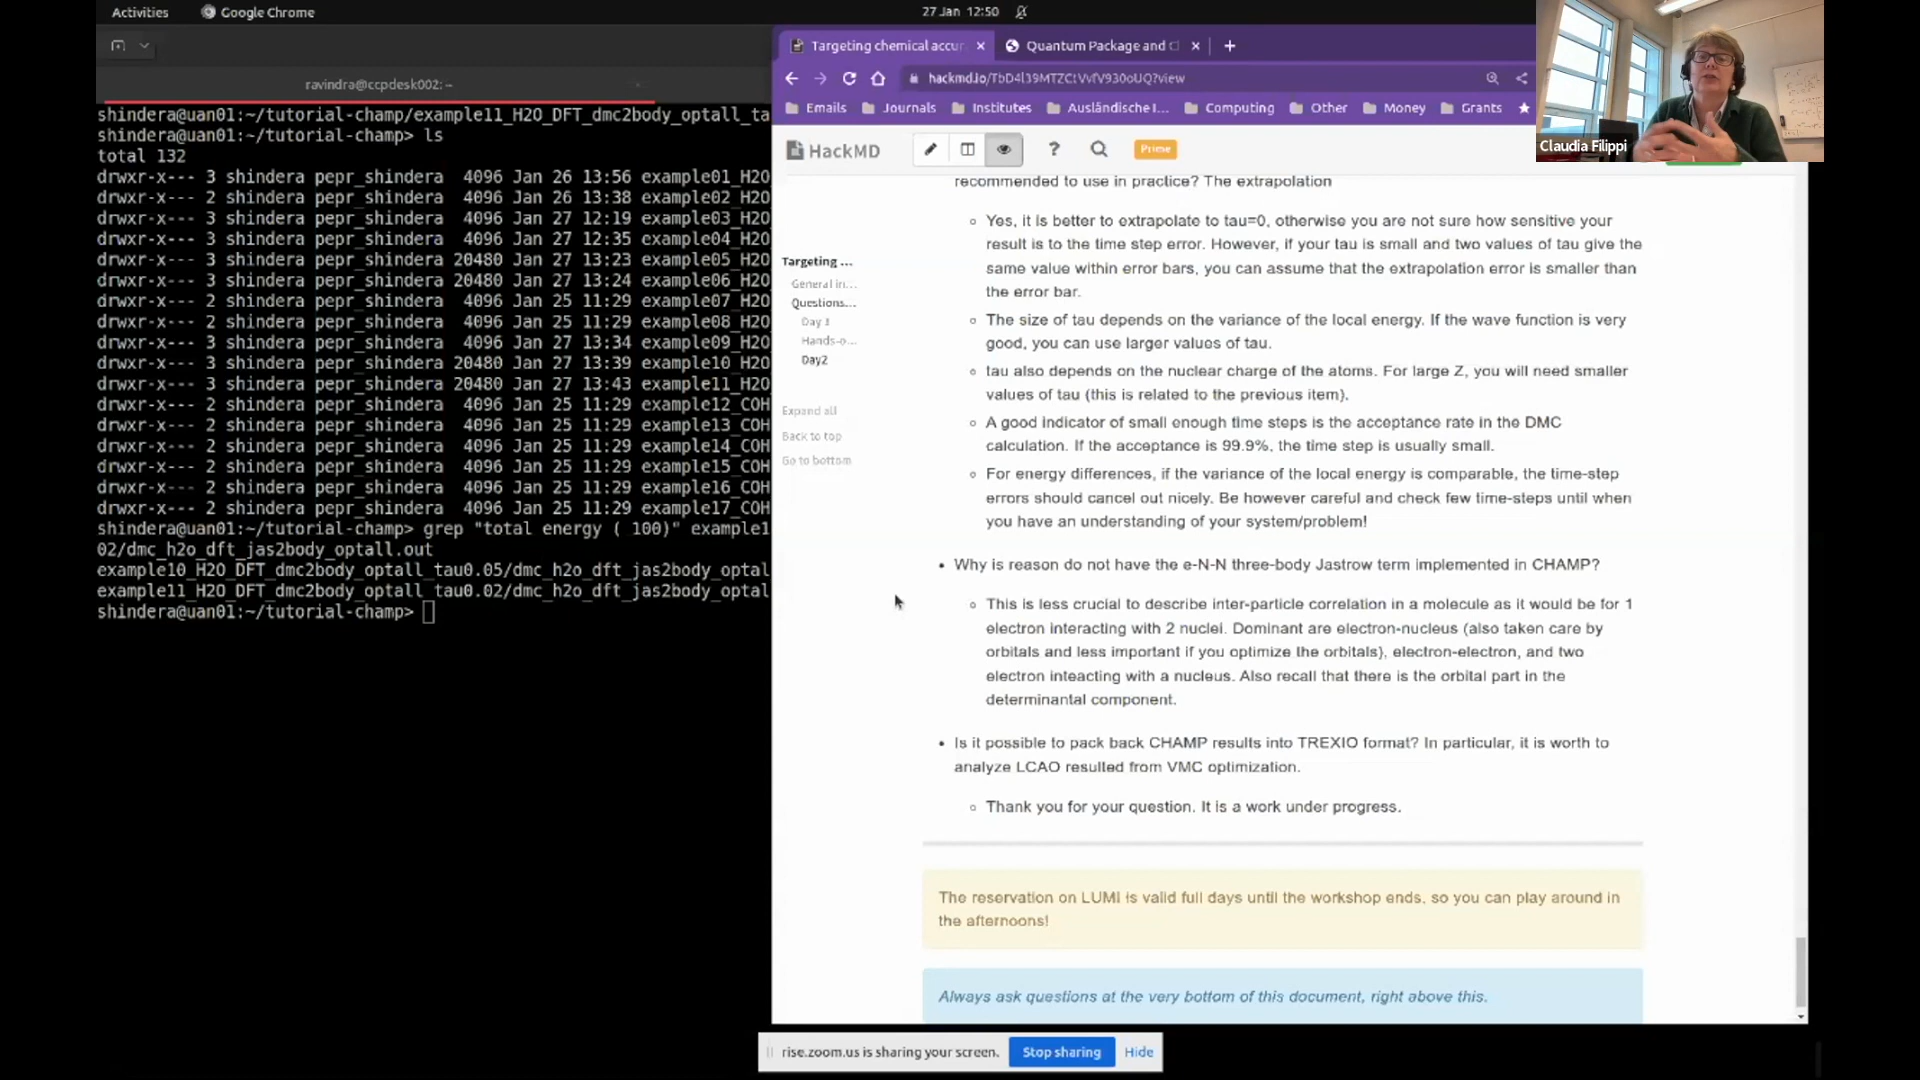 Activities Google Chrome 27 Jan 12:50
ravindra@ccpdesk002: ~
shindera@uan01:~/tutorial-champ/example11_H2O_DFT_dmc2body_optall_ta
shindera@uan01:~/tutorial-champ> ls
total 132
drwxr-x--- 3 shindera pepr_shindera 4096 Jan 26 13:56 example01_H2O
drwxr-x--- 2 shindera pepr_shindera 4096 Jan 26 13:38 example02_H2O
drwxr-x--- 3 shindera pepr_shindera 4096 Jan 27 12:19 example03_H2O
drwxr-x--- 3 shindera pepr_shindera 4096 Jan 27 12:35 example04_H2O
drwxr-x--- 3 shindera pepr_shindera 20480 Jan 27 13:23 example05_H2O
drwxr-x--- 3 shindera pepr_shindera 20480 Jan 27 13:24 example06_H2O
drwxr-x--- 2 shindera pepr_shindera 4096 Jan 25 11:29 example07_H2O
drwxr-x--- 2 shindera pepr_shindera 4096 Jan 25 11:29 example08_H2O
drwxr-x--- 3 shindera pepr_shindera 4096 Jan 27 13:34 example09_H2O
drwxr-x--- 3 shindera pepr_shindera 20480 Jan 27 13:39 example10_H2O
drwxr-x--- 3 shindera pepr_shindera 20480 Jan 27 13:43 example11_H2O
drwxr-x--- 2 shindera pepr_shindera 4096 Jan 25 11:29 example12_COH
drwxr-x--- 2 shindera pepr_shindera 4096 Jan 25 11:29 example13_COH
drwxr-x--- 2 shindera pepr_shindera 4096 Jan 25 11:29 example14_COH
drwxr-x--- 2 shindera pepr_shindera 4096 Jan 25 11:29 example15_COH
drwxr-x--- 2 shindera pepr_shindera 4096 Jan 25 11:29 example16_COH
drwxr-x--- 2 shindera pepr_shindera 4096 Jan 25 11:29 example17_COH
shindera@uan01:~/tutorial-champ> grep "total energy ( 100)" example1
02/dmc_h2o_dft_jas2body_optall.out
example10_H2O_DFT_dmc2body_optall_tau0.05/dmc_h2o_dft_jas2body_optal
example11_H2O_DFT_dmc2body_optall_tau0.02/dmc_h2o_dft_jas2body_optal
shindera@uan01:~/tutorial-champ>
Targeting chemical accur × Quantum Package and C × +
hackmd.io/TbD4l39MTZCtVvfV930oUQ?view
Emails Journals Institutes Ausländische I... Computing Other Money Grants
HackMD ? Prime
Claudia Filippi
Targeting ...
General in...
Questions...
Day 1
Hands-o...
Day2
Expand all
Back to top
Go to bottom
recommended to use in practice? The extrapolation
Yes, it is better to extrapolate to tau=0, otherwise you are not sure how sensitive your
result is to the time step error. However, if your tau is small and two values of tau give the
same value within error bars, you can assume that the extrapolation error is smaller than
the error bar.
The size of tau depends on the variance of the local energy. If the wave function is very
good, you can use larger values of tau.
tau also depends on the nuclear charge of the atoms. For large Z, you will need smaller
values of tau (this is related to the previous item).
A good indicator of small enough time steps is the acceptance rate in the DMC
calculation. If the acceptance is 99.9%, the time step is usually small.
For energy differences, if the variance of the local energy is comparable, the time-step
errors should cancel out nicely. Be however careful and check few time-steps until when
you have an understanding of your system/problem!
Why is reason do not have the e-N-N three-body Jastrow term implemented in CHAMP?
This is less crucial to describe inter-particle correlation in a molecule as it would be for 1
electron interacting with 2 nuclei. Dominant are electron-nucleus (also taken care by
orbitals and less important if you optimize the orbitals), electron-electron, and two
electron inteacting with a nucleus. Also recall that there is the orbital part in the
determinantal component.
Is it possible to pack back CHAMP results into TREXIO format? In particular, it is worth to
analyze LCAO resulted from VMC optimization.
Thank you for your question. It is a work under progress.
The reservation on LUMI is valid full days until the workshop ends, so you can play around in
the afternoons!
Always ask questions at the very bottom of this document, right above this.
rise.zoom.us is sharing your screen. Stop sharing Hide